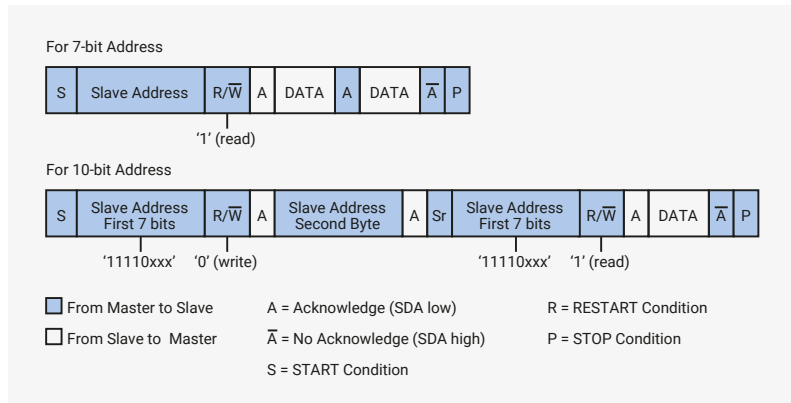 For 7-bit Address
S Slave Address R/W̅ A DATA A DATA A̅ P
‘1’ (read)
For 10-bit Address
S Slave Address First 7 bits R/W̅ A Slave Address Second Byte A Sr Slave Address First 7 bits R/W̅ A DATA A̅ P
‘11110xxx’ ‘0’ (write) ‘11110xxx’ ‘1’ (read)
From Master to Slave A = Acknowledge (SDA low) R = RESTART Condition
From Slave to Master A̅ = No Acknowledge (SDA high) P = STOP Condition
S = START Condition